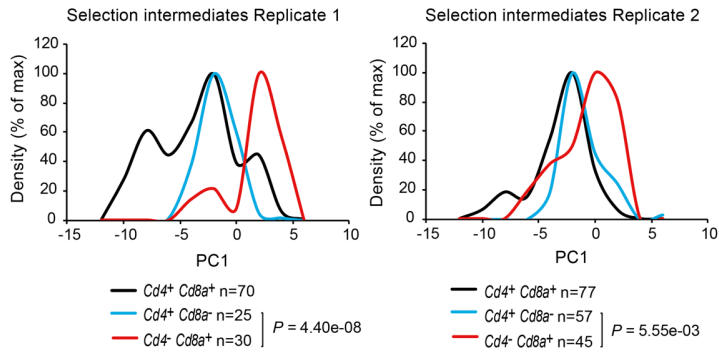 Selection intermediates Replicate 1
120
100
80
60
40
20
0
Density (% of max)
-15 -10 -5 0 5 10
PC1
Cd4+ Cd8a+ n=70
Cd4+ Cd8a- n=25
Cd4- Cd8a+ n=30
P = 4.40e-08
Selection intermediates Replicate 2
120
100
80
60
40
20
0
Density (% of max)
-15 -10 -5 0 5 10
PC1
Cd4+ Cd8a+ n=77
Cd4+ Cd8a- n=57
Cd4- Cd8a+ n=45
P = 5.55e-03